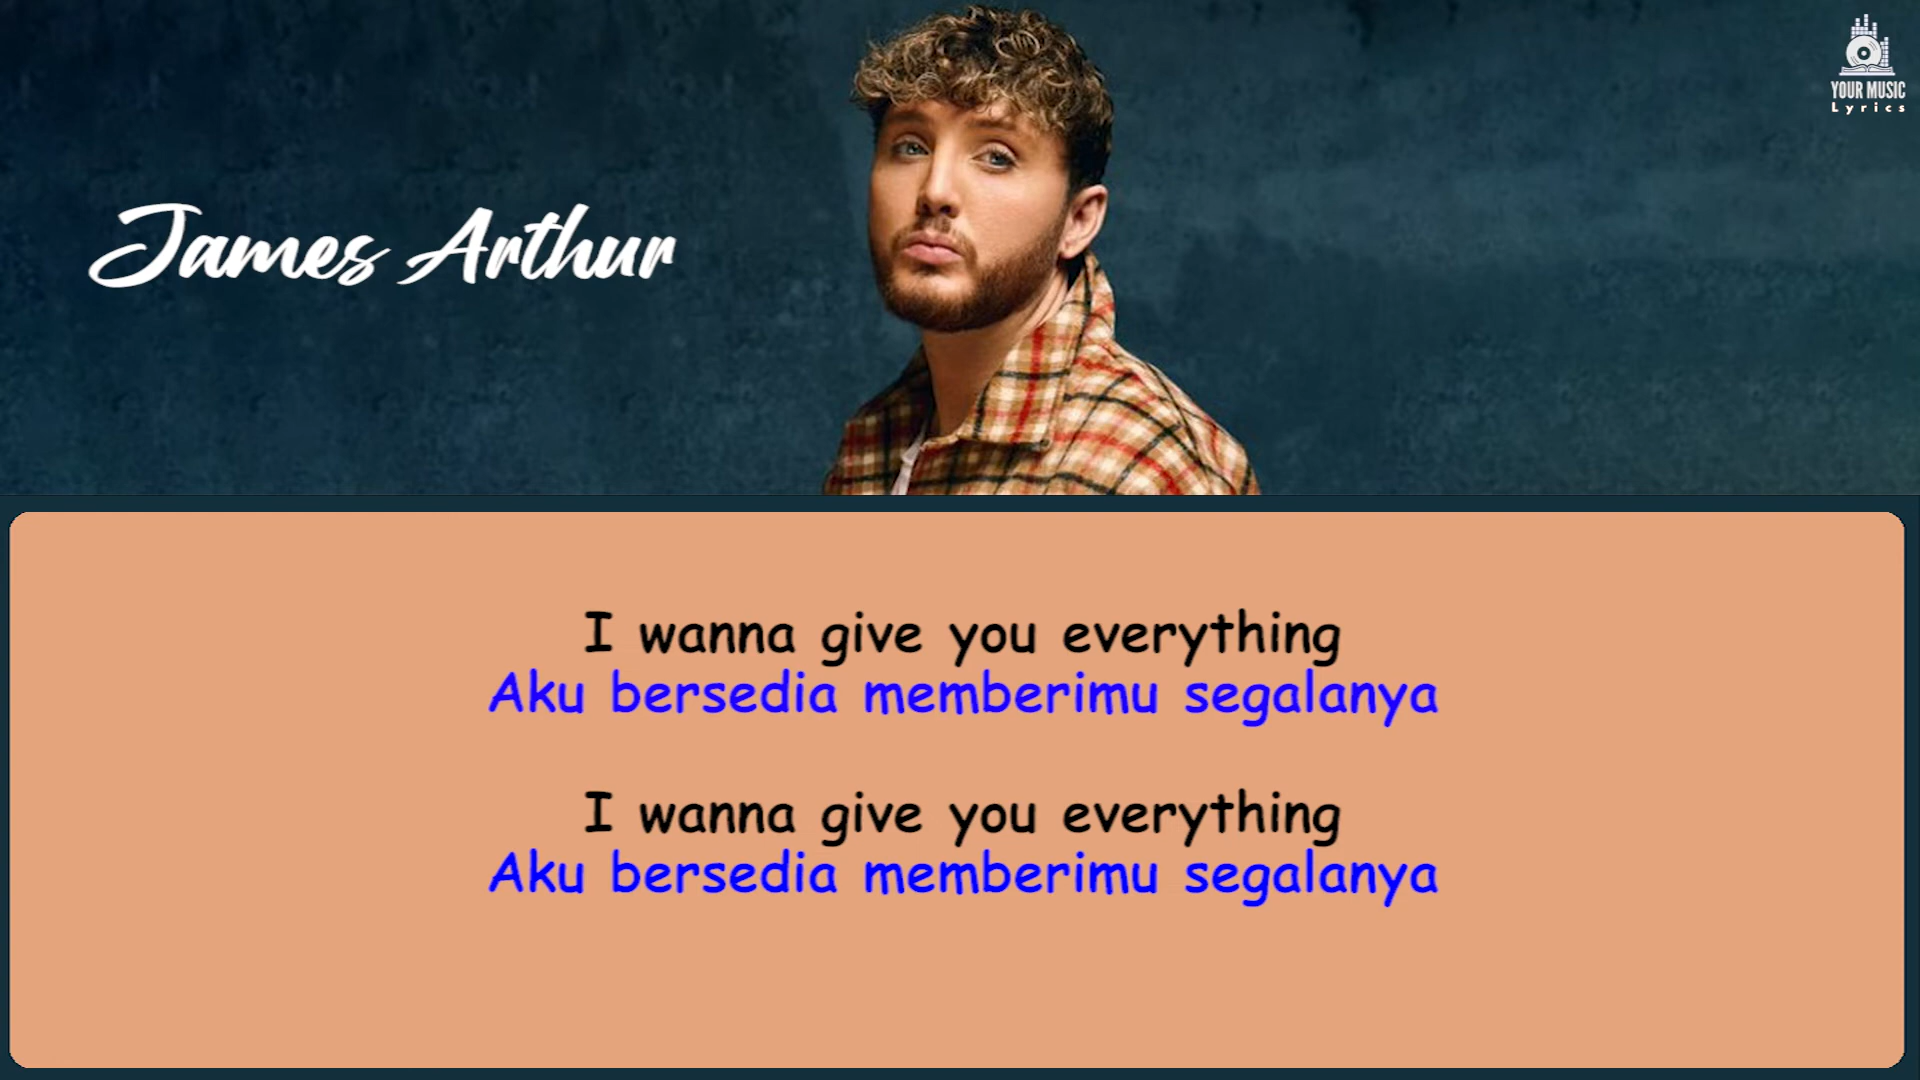 YOUR MUSIC
Lyrics
James Arthur
I wanna give you everything
Aku bersedia memberimu segalanya
I wanna give you everything
Aku bersedia memberimu segalanya